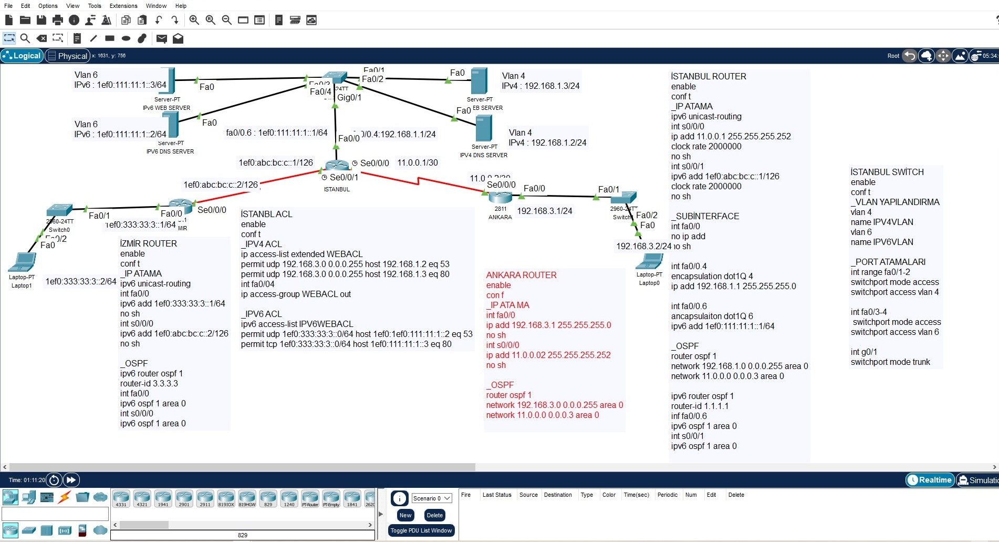 File Edit Options View Tools Extensions Window Help
Logical Physical x: 1631, y: 756 Root 05:34:
Vlan 6
IPv6 : 1ef0:111:11:1::3/64
Fa0
Server-PT
IPv6 WEB SERVER
Vlan 6
IPv6 : 1ef0:111:11:1::2/64
Fa0
Server-PT
IPV6 DNS SERVER
Fa0/1
Fa0/2
Fa0/3
Fa0/4
24TT
Gig0/1
Fa0
Vlan 4
IPv4 : 192.168.1.3/24
Server-PT
EB SERVER
Fa0
Vlan 4
IPv4 : 192.168.1.2/24
Server-PT
IPV4 DNS SERVER
fa0/0.6 : 1ef0:111:11:1::1/64
Fa0/0
0/0.4:192.168.1.1/24
1ef0:abc:bc:c::1/126
Se0/0/0
11.0.0.1/30
Se0/0/1
ISTANBUL
1ef0:abc:bc:c::2/126
11.0.0.2/30
Se0/0/0
Fa0/0
Fa0/1
2811
ANKARA
192.168.3.1/24
2960-24TT
Switch
Fa0/2
Fa0
192.168.3.2/24
Laptop-PT
Laptop0
Se0/0/0
Fa0/0
MIR
1ef0:333:33:3::1/64
Fa0/1
2960-24TT
Switch0
Fa0/2
Fa0
Laptop-PT
Laptop1
1ef0:333:33:3::2/64
İZMİR ROUTER
enable
conf t
_IP ATAMA
ipv6 unicast-routing
int fa0/0
ipv6 add 1ef0:333:33:3::1/64
no sh
int s0/0/0
ipv6 add 1ef0:abc:bc:c::2/126
no sh
_OSPF
ipv6 router ospf 1
router-id 3.3.3.3
int fa0/0
ipv6 ospf 1 area 0
int s0/0/0
ipv6 ospf 1 area 0
İSTANBL ACL
enable
conf t
_IPV4 ACL
ip access-list extended WEBACL
permit udp 192.168.3.0 0.0.0.255 host 192.168.1.2 eq 53
permit udp 192.168.3.0 0.0.0.255 host 192.168.1.3 eq 80
int fa0/04
ip access-group WEBACL out
_IPV6 ACL
ipv6 access-list IPV6WEBACL
permit udp 1ef0:333:33:3::0/64 host 1ef0:1ef0:111:11:1::2 eq 53
permit tcp 1ef0:333:33:3::0/64 host 1ef0:111:11:1::3 eq 80
ANKARA ROUTER
enable
con f
_IP ATA MA
int fa0/0
ip add 192.168.3.1 255.255.255.0
no sh
int s0/0/0
ip add 11.0.0.02 255.255.255.252
no sh
_OSPF
router ospf 1
network 192.168.3.0 0.0.0.255 area 0
network 11.0.0.0 0.0.0.3 area 0
İSTANBUL ROUTER
enable
conf t
_IP ATAMA
ipv6 unicast-routing
int s0/0/0
ip add 11.0.0.1 255.255.255.252
clock rate 2000000
no sh
int s0/0/1
ipv6 add 1ef0:abc:bc:c::1/126
clock rate 2000000
no sh
_SUBİNTERFACE
int fa0/0
no ip add
no sh
int fa0/0.4
encapsulation dot1Q 4
ip add 192.168.1.1 255.255.255.0
int fa0/0.6
ancapsulaiton dot1Q 6
ipv6 add 1ef0:111:11:1::1/64
_OSPF
router ospf 1
network 192.168.1.0 0.0.0.255 area 0
network 11.0.0.0 0.0.0.3 area 0
ipv6 router ospf 1
router-id 1.1.1.1
inf fa0/0.6
ipv6 ospf 1 area 0
int s0/0/1
ipv6 ospf 1 area 0
İSTANBUL SWİTCH
enable
conf t
_VLAN YAPILANDIRMA
vlan 4
name IPV4VLAN
vlan 6
name IPV6VLAN
_PORT ATAMALARI
int range fa0/1-2
switchport mode access
switchport access vlan 4
int fa0/3-4
switchport mode access
switchport access vlan 6
int g0/1
switchport mode trunk
Time: 01:11:20 Realtime Simulatio
4331 4321 1941 2901 2911 819IOX 819HGW 829 1240 PT-Router PT-Empty 1841 2620
829
Scenario 0
New Delete
Toggle PDU List Window
Fire Last Status Source Destination Type Color Time(sec) Periodic Num Edit Delete